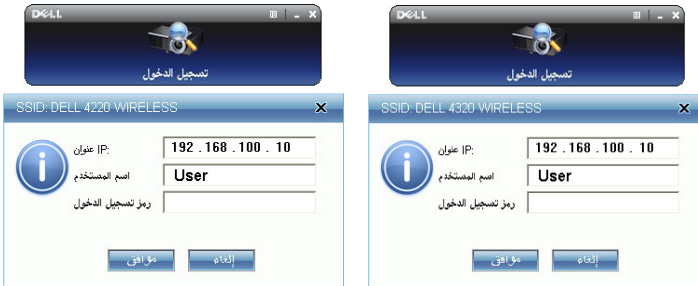 DELL
تسجيل الدخول
SSID: DELL 4220 WIRELESS
عنوان IP:
192 . 168 . 100 . 10
اسم المستخدم
User
رمز تسجيل الدخول
موافق
إلغاء
DELL
تسجيل الدخول
SSID: DELL 4320 WIRELESS
عنوان IP:
192 . 168 . 100 . 10
اسم المستخدم
User
رمز تسجيل الدخول
موافق
إلغاء